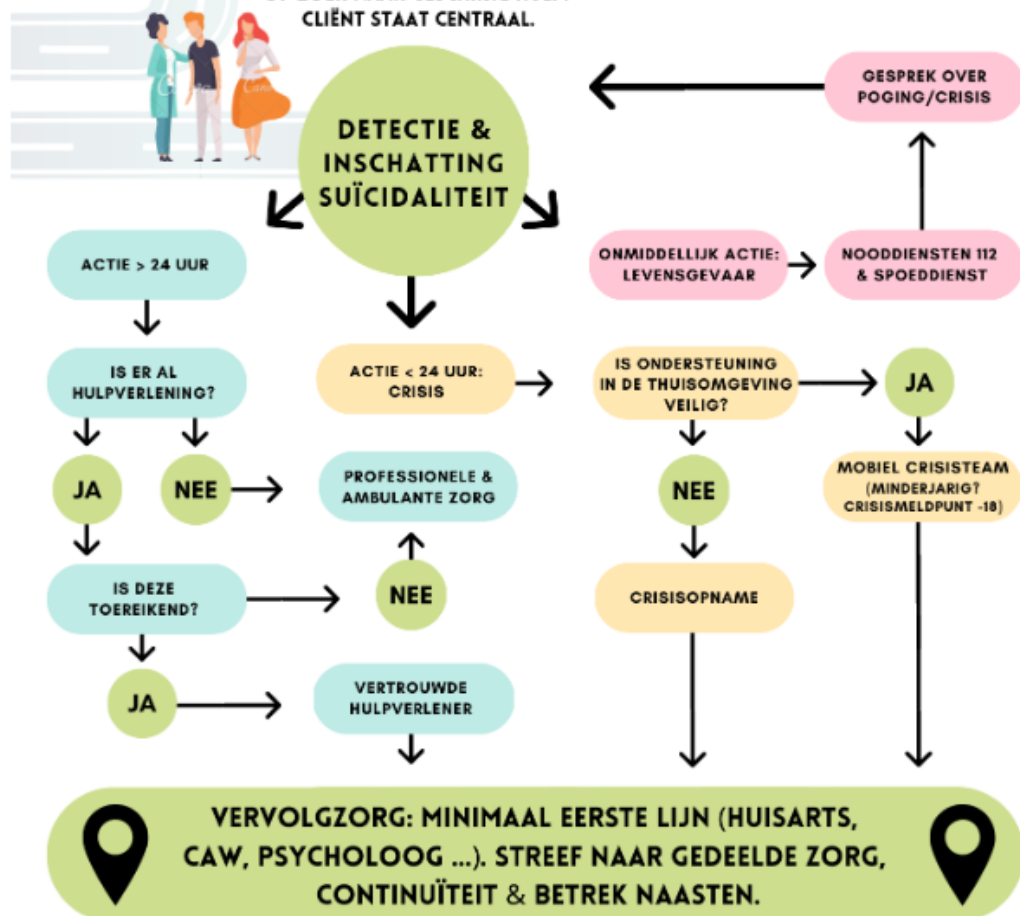 CLIËNT STAAT CENTRAAL.
DETECTIE &
INSCHATTING
SUÏCIDALITEIT
GESPREK OVER
POGING/CRISIS
ONMIDDELLIJK ACTIE:
LEVENSGEVAAR
NOODDIENSTEN 112
& SPOEDDIENST
ACTIE > 24 UUR
IS ER AL
HULPVERLENING?
JA
NEE
PROFESSIONELE &
AMBULANTE ZORG
IS DEZE
TOEREIKEND?
NEE
JA
VERTROUWDE
HULPVERLENER
ACTIE < 24 UUR:
CRISIS
IS ONDERSTEUNING
IN DE THUISOMGEVING
VEILIG?
JA
NEE
MOBIEL CRISISTEAM
(MINDERJARIG?
CRISISMELDPUNT -18)
CRISISOPNAME
VERVOLGZORG: MINIMAAL EERSTE LIJN (HUISARTS,
CAW, PSYCHOLOOG ...). STREEF NAAR GEDEELDE ZORG,
CONTINUÏTEIT & BETREK NAASTEN.